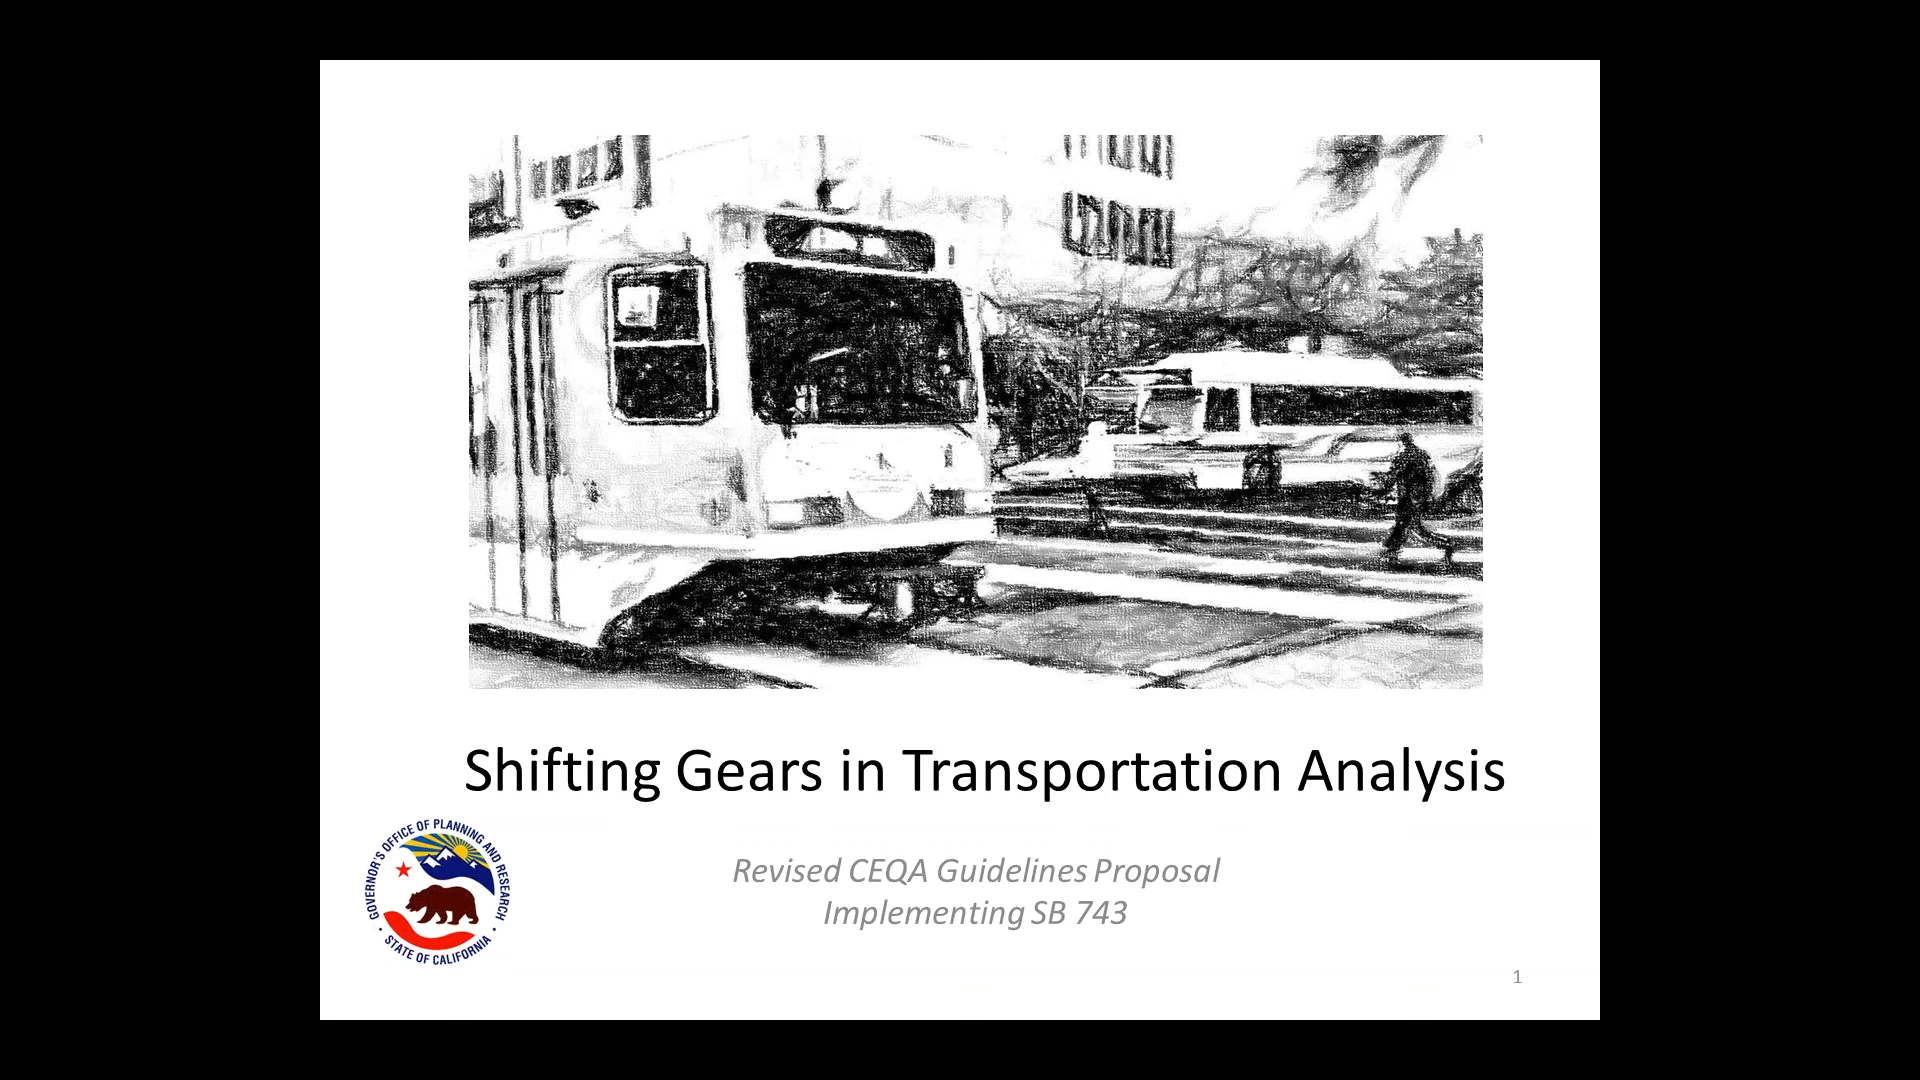 Shifting Gears in Transportation Analysis
GOVERNOR'S OFFICE OF PLANNING AND RESEARCH
• STATE OF CALIFORNIA •
Revised CEQA Guidelines Proposal
Implementing SB 743
1